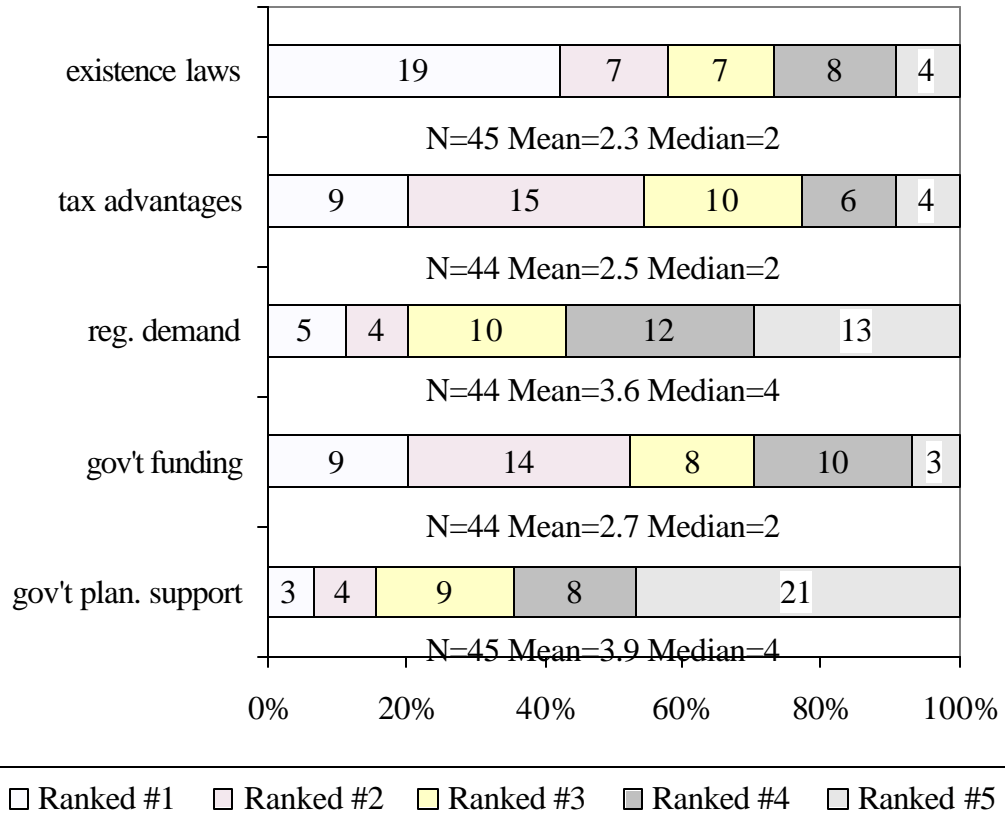 existence laws 19 7 7 8 4
N=45 Mean=2.3 Median=2
tax advantages 9 15 10 6 4
N=44 Mean=2.5 Median=2
reg. demand 5 4 10 12 13
N=44 Mean=3.6 Median=4
gov't funding 9 14 8 10 3
N=44 Mean=2.7 Median=2
gov't plan. support 3 4 9 8 21
N=45 Mean=3.9 Median=4
0% 20% 40% 60% 80% 100%
Ranked #1 Ranked #2 Ranked #3 Ranked #4 Ranked #5